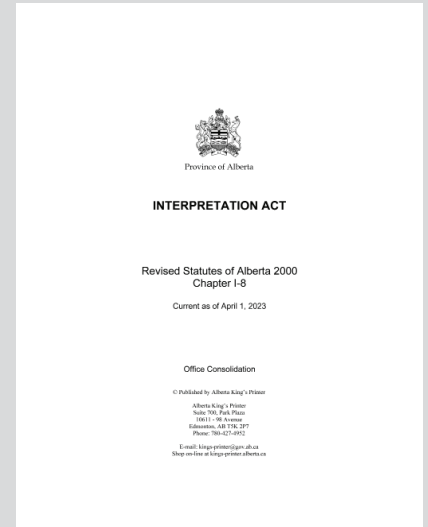 Province of Alberta
INTERPRETATION ACT
Revised Statutes of Alberta 2000
Chapter I-8
Current as of April 1, 2023
Office Consolidation
© Published by Alberta King's Printer
Alberta King's Printer
Suite 700, Park Plaza
10611 - 98 Avenue
Edmonton, AB T5K 2P7
Phone: 780-427-4952
E-mail: kings-printer@gov.ab.ca
Shop on-line at kings-printer.alberta.ca